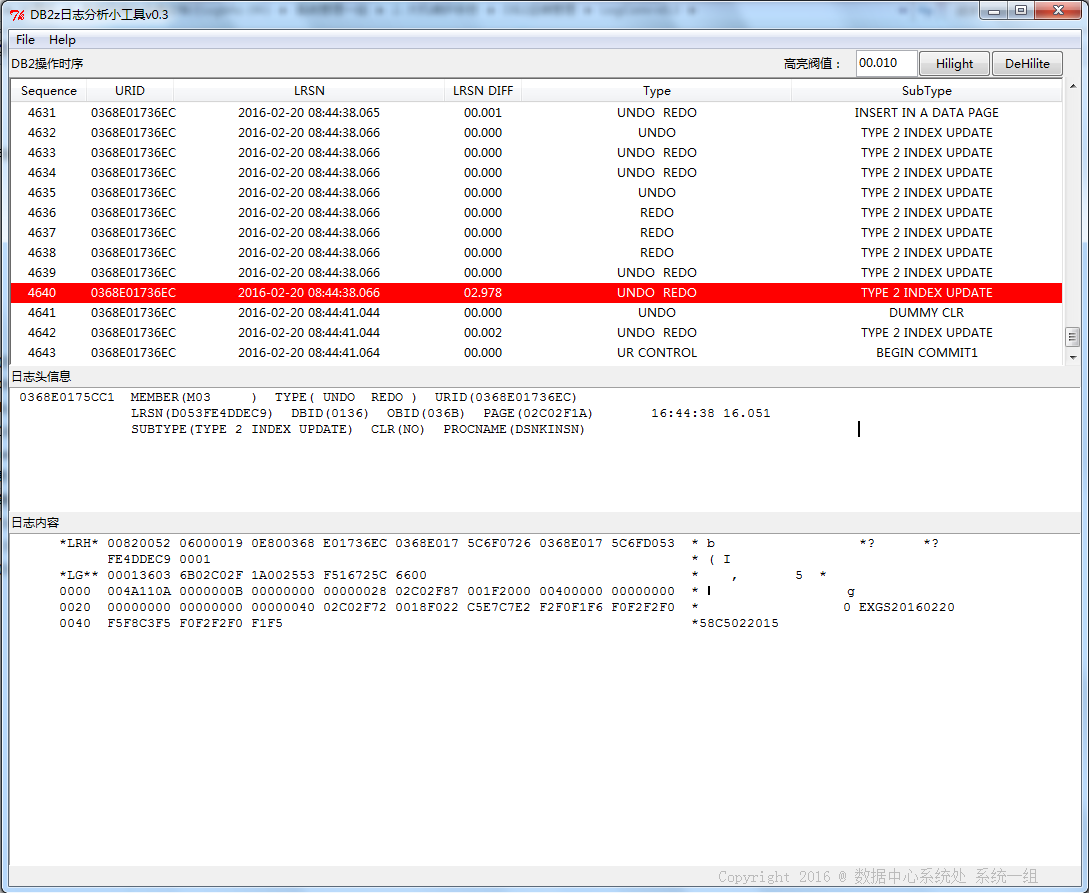 DB2z日志分析小工具v0.3
File Help
DB2操作时序 高亮阀值： 00.010 Hilight DeHilite
Sequence URID LRSN LRSN DIFF Type SubType
4631 0368E01736EC 2016-02-20 08:44:38.065 00.001 UNDO REDO INSERT IN A DATA PAGE
4632 0368E01736EC 2016-02-20 08:44:38.066 00.000 UNDO TYPE 2 INDEX UPDATE
4633 0368E01736EC 2016-02-20 08:44:38.066 00.000 UNDO REDO TYPE 2 INDEX UPDATE
4634 0368E01736EC 2016-02-20 08:44:38.066 00.000 UNDO REDO TYPE 2 INDEX UPDATE
4635 0368E01736EC 2016-02-20 08:44:38.066 00.000 UNDO TYPE 2 INDEX UPDATE
4636 0368E01736EC 2016-02-20 08:44:38.066 00.000 REDO TYPE 2 INDEX UPDATE
4637 0368E01736EC 2016-02-20 08:44:38.066 00.000 REDO TYPE 2 INDEX UPDATE
4638 0368E01736EC 2016-02-20 08:44:38.066 00.000 REDO TYPE 2 INDEX UPDATE
4639 0368E01736EC 2016-02-20 08:44:38.066 00.000 UNDO REDO TYPE 2 INDEX UPDATE
4640 0368E01736EC 2016-02-20 08:44:38.066 02.978 UNDO REDO TYPE 2 INDEX UPDATE
4641 0368E01736EC 2016-02-20 08:44:41.044 00.000 UNDO DUMMY CLR
4642 0368E01736EC 2016-02-20 08:44:41.044 00.002 UNDO REDO TYPE 2 INDEX UPDATE
4643 0368E01736EC 2016-02-20 08:44:41.064 00.000 UR CONTROL BEGIN COMMIT1
日志头信息
0368E0175CC1 MEMBER(M03 ) TYPE( UNDO REDO ) URID(0368E01736EC)
LRSN(D053FE4DDEC9) DBID(0136) OBID(036B) PAGE(02C02F1A) 16:44:38 16.051
SUBTYPE(TYPE 2 INDEX UPDATE) CLR(NO) PROCNAME(DSNKINSN)
日志内容
*LRH* 00820052 06000019 0E800368 E01736EC 0368E017 5C6F0726 0368E017 5C6FD053 * b *? *?
FE4DDEC9 0001 * ( I
*LG** 00013603 6B02C02F 1A002553 F516725C 6600 * , 5 *
0000 004A110A 0000000B 00000000 00000028 02C02F87 001F2000 00400000 00000000 * g
0020 00000000 00000000 00000040 02C02F72 0018F022 C5E7C7E2 F2F0F1F6 F0F2F2F0 * 0 EXGS20160220
0040 F5F8C3F5 F0F2F2F0 F1F5 *58C5022015
Copyright 2016 @ 数据中心系统处 系统一组